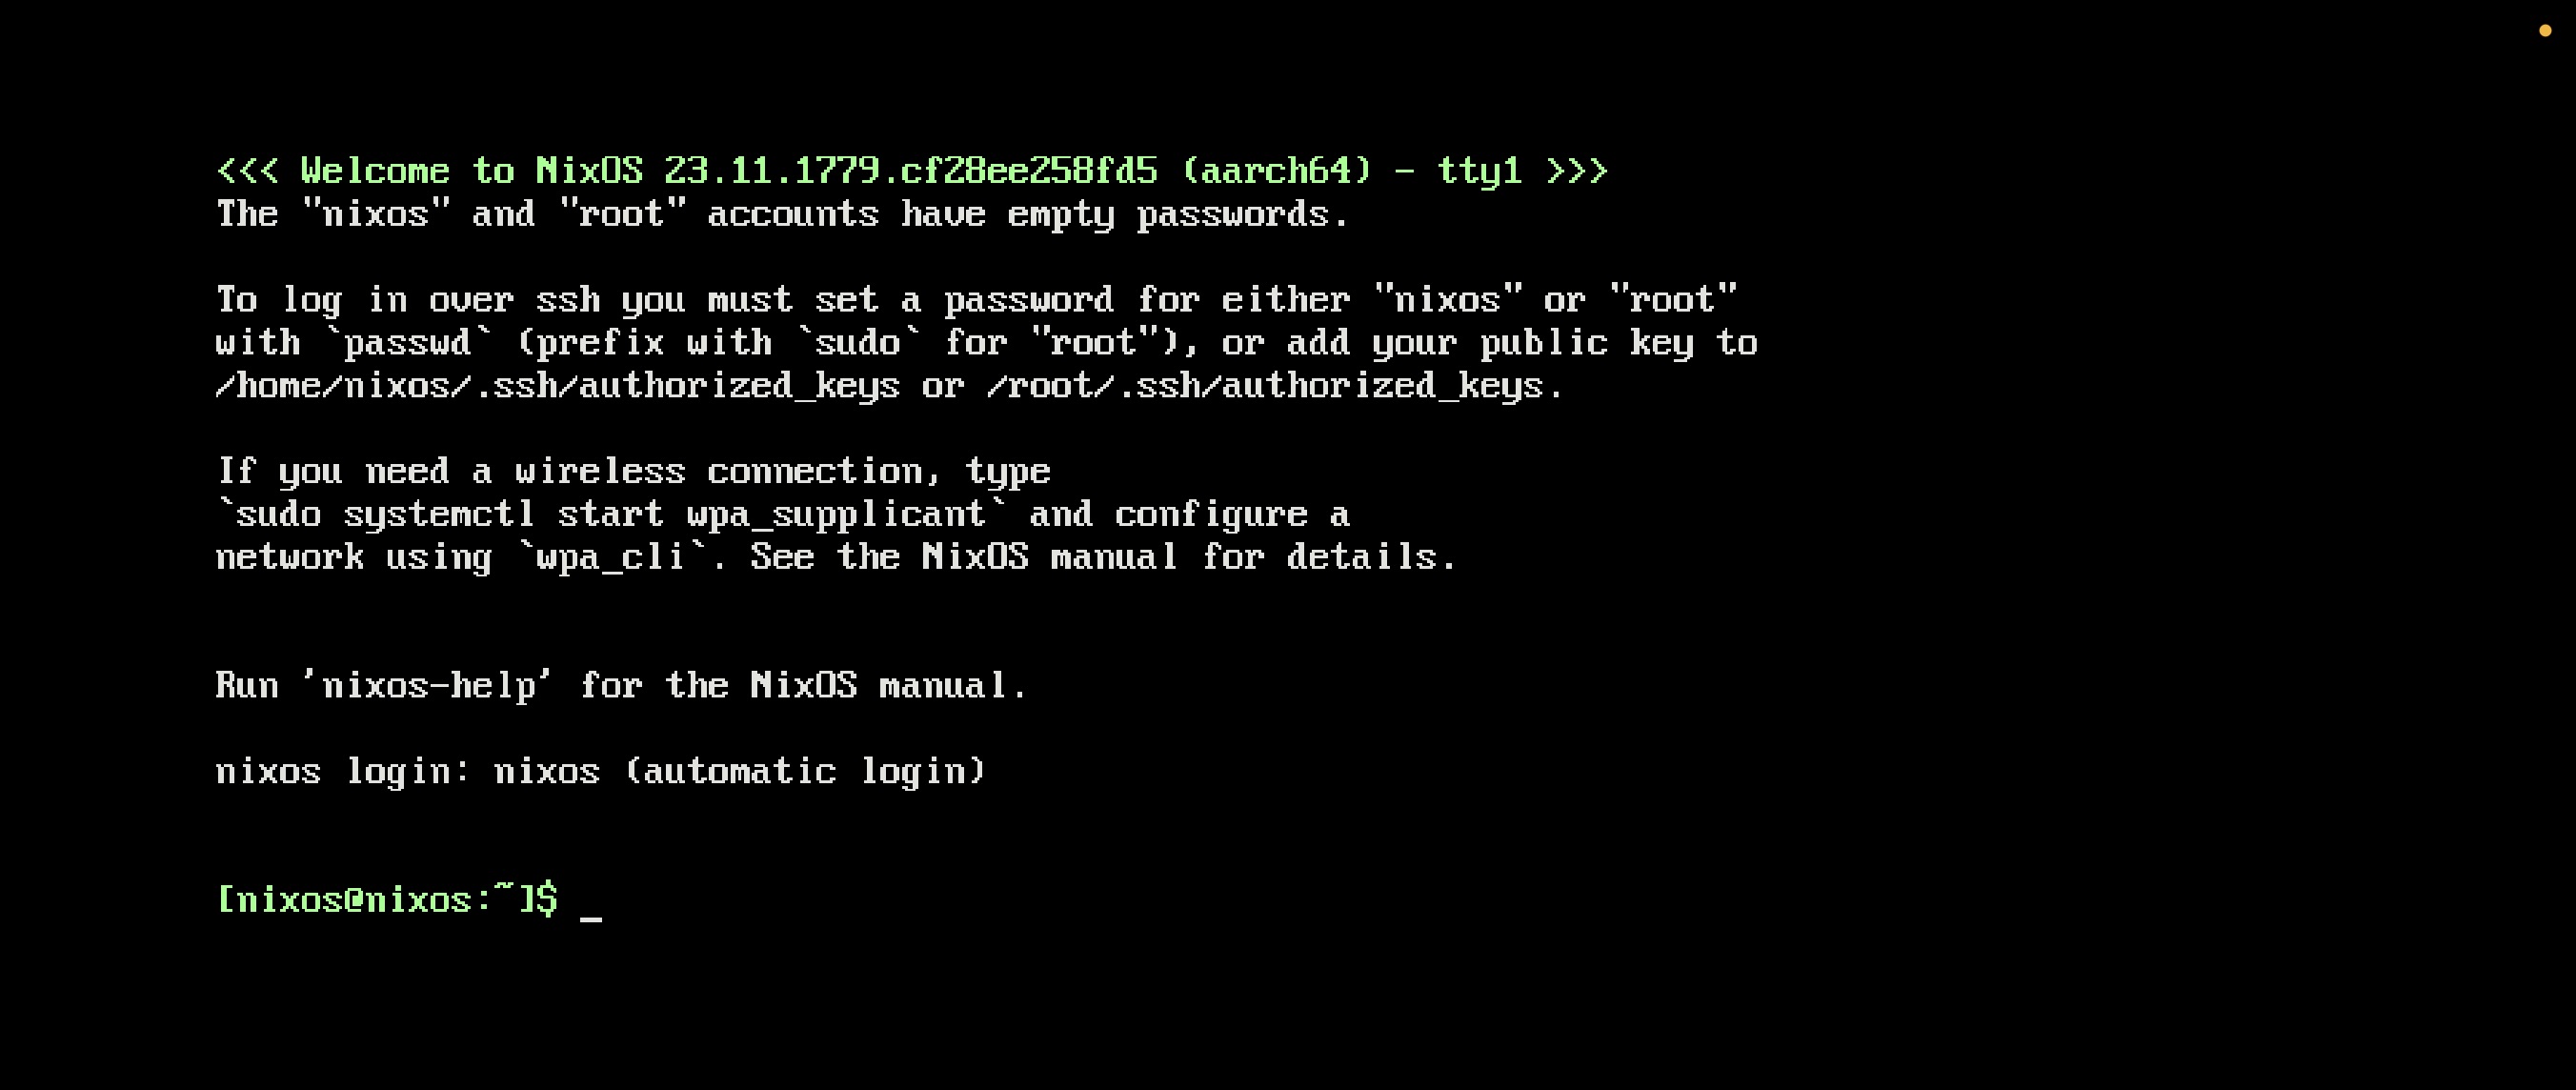 <<< Welcome to NixOS 23.11.1779.cf28ee258fd5 (aarch64) - tty1 >>>
The "nixos" and "root" accounts have empty passwords.
To log in over ssh you must set a password for either "nixos" or "root"
with `passwd` (prefix with `sudo` for "root"), or add your public key to
/home/nixos/.ssh/authorized_keys or /root/.ssh/authorized_keys.
If you need a wireless connection, type
`sudo systemctl start wpa_supplicant` and configure a
network using `wpa_cli`. See the NixOS manual for details.
Run 'nixos-help' for the NixOS manual.
nixos login: nixos (automatic login)
[nixos@nixos:~]$ _